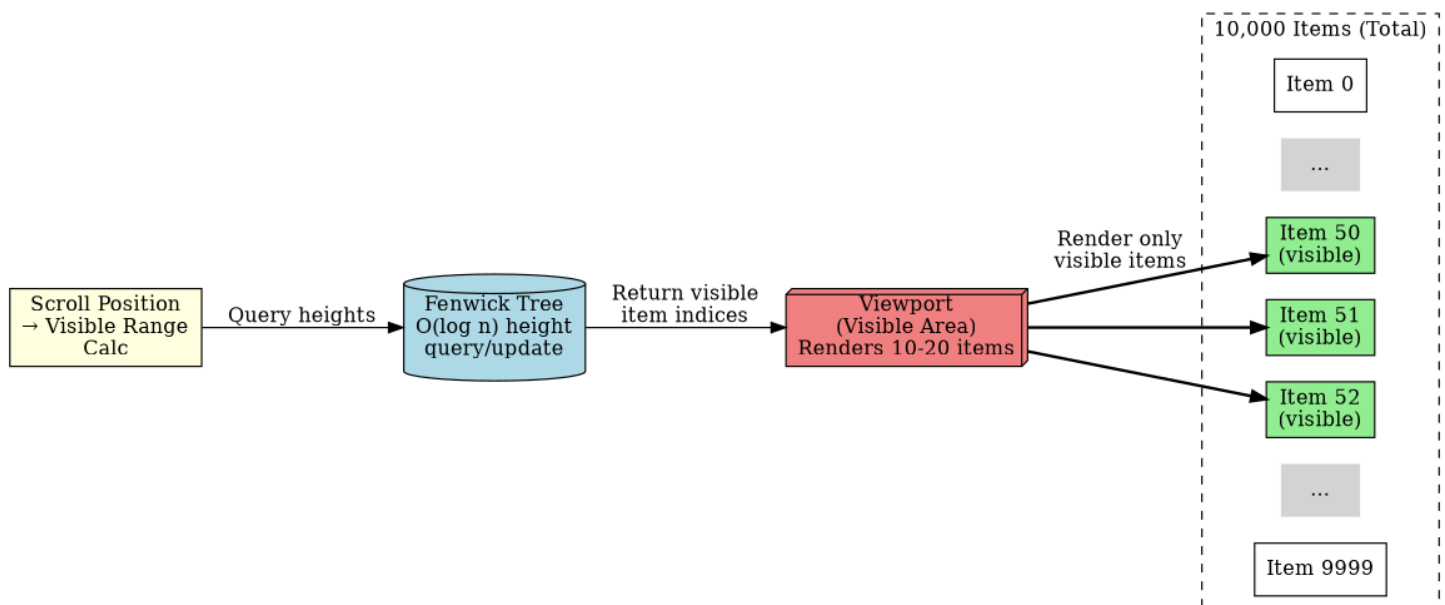 10,000 Items (Total)
Item 0
...
Item 50
(visible)
Render only
visible items
Scroll Position
→ Visible Range
Calc
Query heights
Fenwick Tree
O(log n) height
query/update
Return visible
item indices
Viewport
(Visible Area)
Renders 10-20 items
Item 51
(visible)
Item 52
(visible)
...
Item 9999